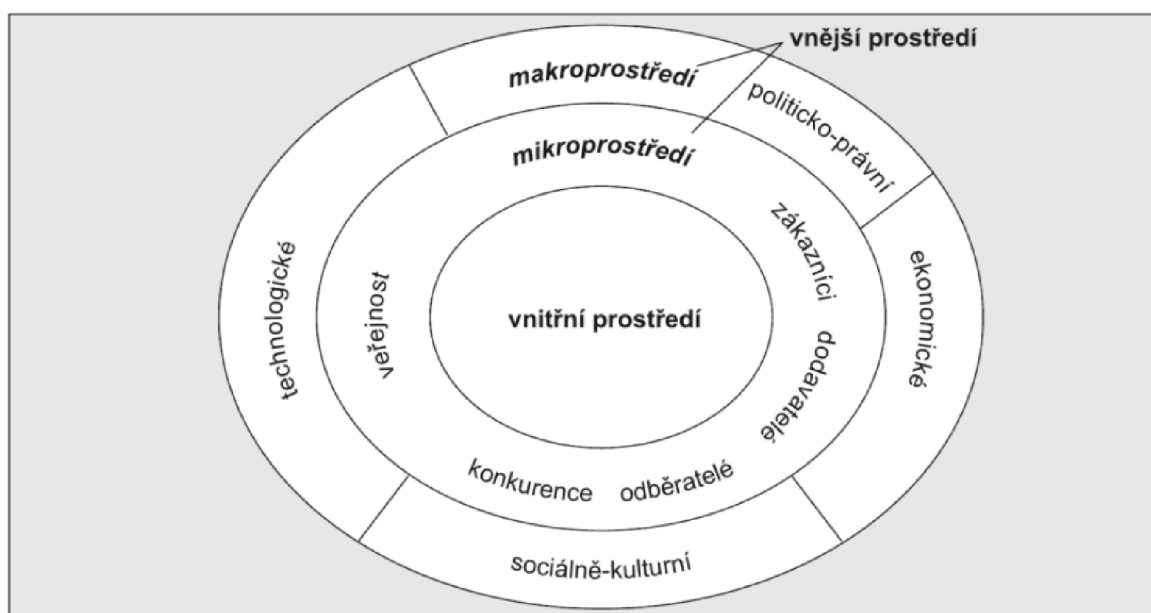 vnější prostředí
makroprostředí
politicko-právní
mikroprostředí
zákazníci
ekonomické
technologické
veřejnost
vnitřní prostředí
dodavatelé
konkurence
odběratelé
sociálně-kulturní